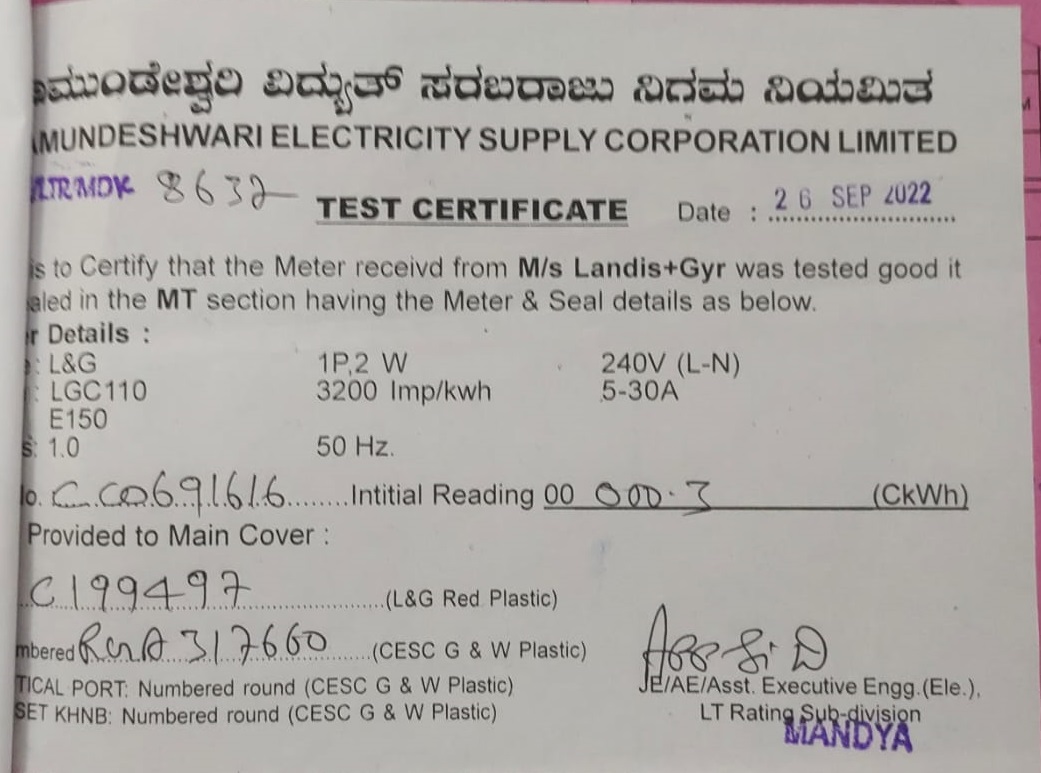 ಾಮುಂಡೇಶ್ವರಿ ವಿದ್ಯುತ್ ಸರಬರಾಜು ನಿಗಮ ನಿಯಮಿತ
MUNDESHWARI ELECTRICITY SUPPLY CORPORATION LIMITED
LTR MDK 8632
TEST CERTIFICATE Date : 26 SEP 2022
is to Certify that the Meter receivd from M/s Landis+Gyr was tested good it
aled in the MT section having the Meter & Seal details as below.
r Details :
: L&G 1P,2 W 240V (L-N)
: LGC110 3200 Imp/kwh 5-30A
E150
s: 1.0 50 Hz.
o. C.C0691616........Intitial Reading 00 000.3 (CkWh)
Provided to Main Cover :
C199497 (L&G Red Plastic)
mbered 317660 (CESC G & W Plastic)
TICAL PORT: Numbered round (CESC G & W Plastic)
SET KHNB: Numbered round (CESC G & W Plastic)
JE/AE/Asst. Executive Engg.(Ele.),
LT Rating Sub-division
MANDYA